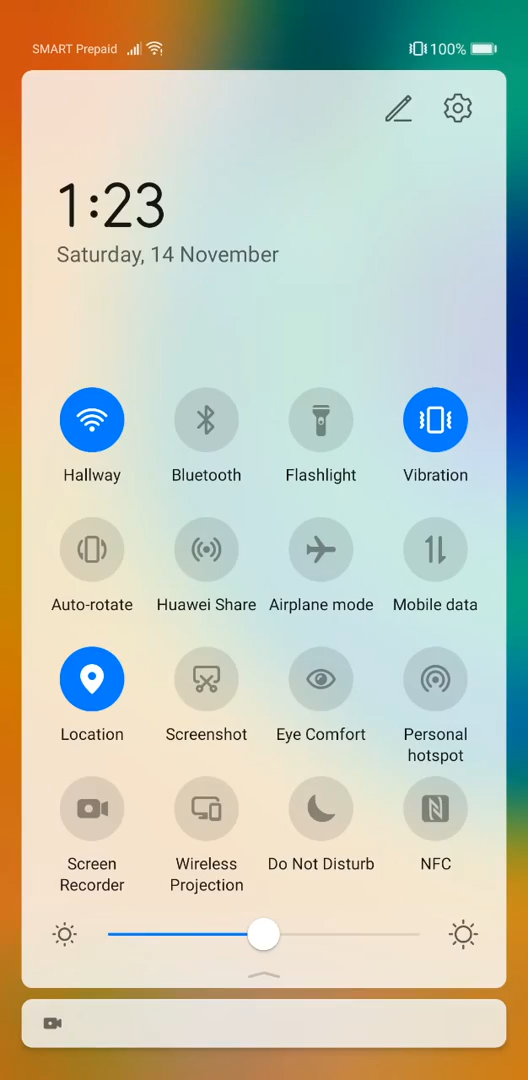 SMART Prepaid 100%
1:23
Saturday, 14 November
Hallway Bluetooth Flashlight Vibration
Auto-rotate Huawei Share Airplane mode Mobile data
Location Screenshot Eye Comfort Personal
hotspot
Screen Wireless Do Not Disturb NFC
Recorder Projection